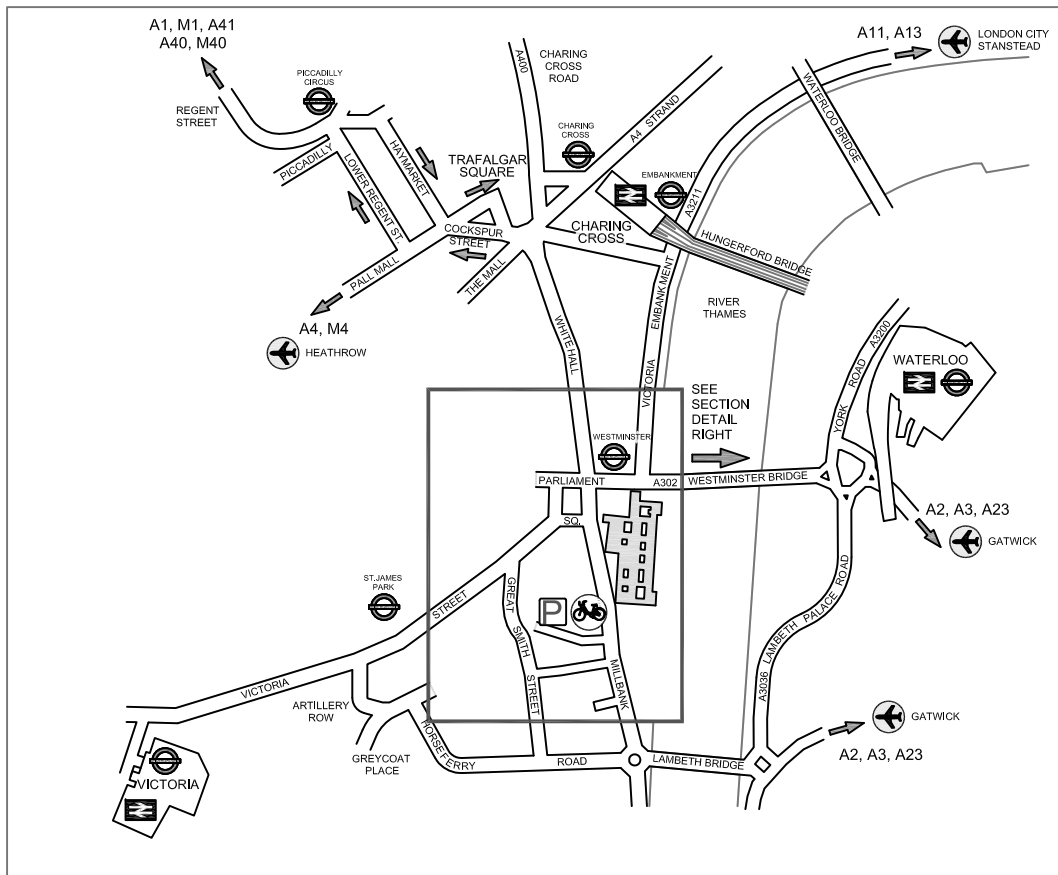 A1, M1, A41
A40, M40
PICCADILLY
CIRCUS
REGENT
STREET
PICCADILLY
LOWER REGENT ST.
HAYMARKET
A400
CHARING
CROSS
ROAD
CHARING
CROSS
A4 STRAND
TRAFALGAR
SQUARE
A11, A13
LONDON CITY
STANSTEAD
WATERLOO BRIDGE
EMBANKMENT
A3211
COCKSPUR
STREET
CHARING
CROSS
HUNGERFORD BRIDGE
PALL MALL
THE MALL
A4, M4
HEATHROW
WHITEHALL
VICTORIA EMBANKMENT
RIVER
THAMES
WATERLOO
YORK ROAD A3200
SEE
SECTION
DETAIL
RIGHT
WESTMINSTER
PARLIAMENT
SQ.
A302
WESTMINSTER BRIDGE
A2, A3, A23
GATWICK
ST.JAMES
PARK
P
GREAT SMITH STREET
VICTORIA STREET
MILLBANK
A3036 LAMBETH PALACE ROAD
ARTILLERY
ROW
GREYCOAT
PLACE
HORSEFERRY ROAD
LAMBETH BRIDGE
GATWICK
A2, A3, A23
VICTORIA